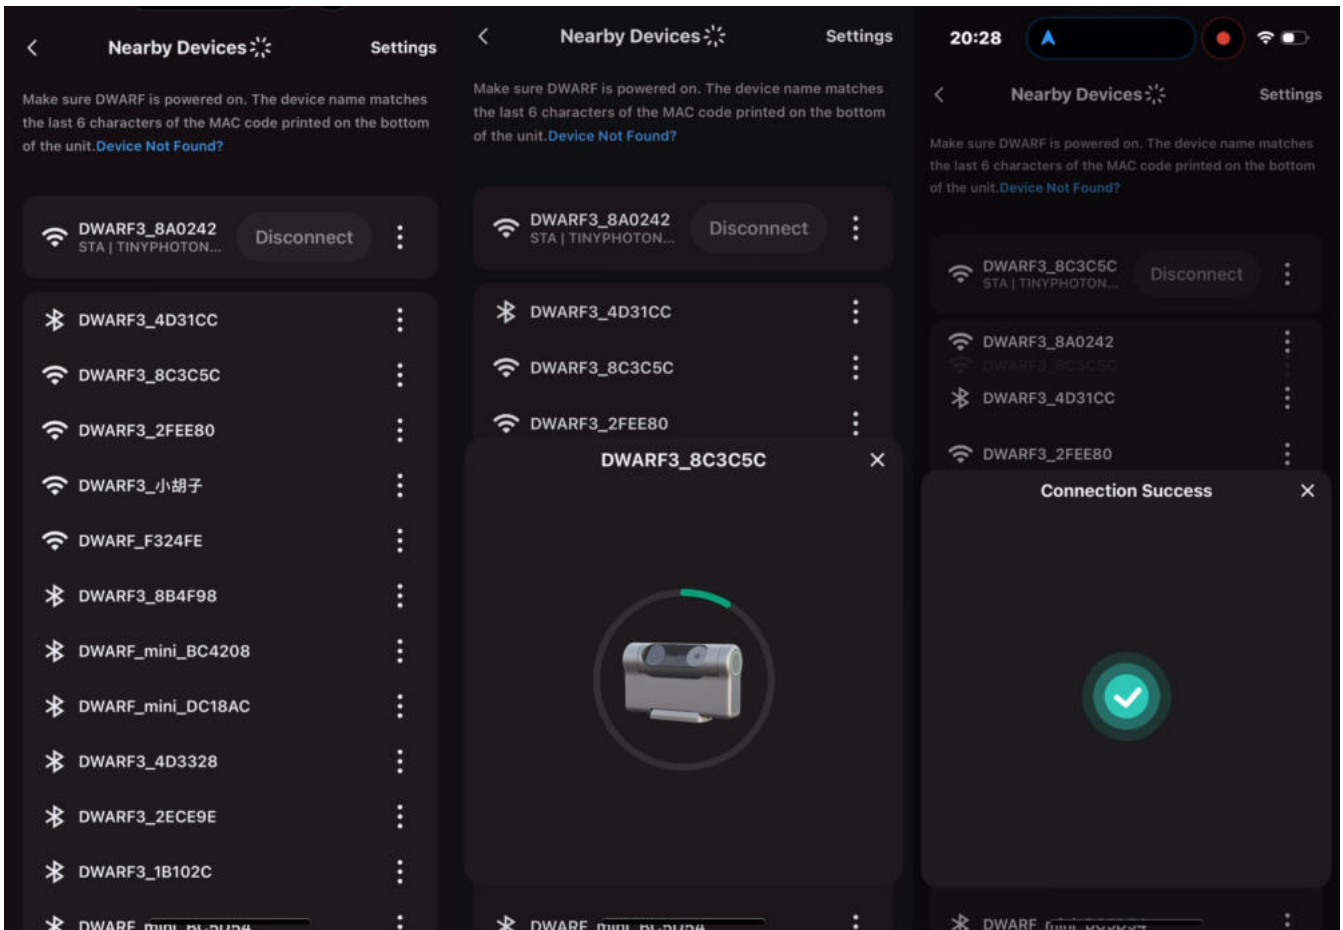 Nearby Devices
Settings
Make sure DWARF is powered on. The device name matches
the last 6 characters of the MAC code printed on the bottom
of the unit.Device Not Found?
DWARF3_8A0242
STA | TINYPHOTON...
Disconnect
DWARF3_4D31CC
DWARF3_8C3C5C
DWARF3_2FEE80
DWARF3_小胡子
DWARF_F324FE
DWARF3_8B4F98
DWARF_mini_BC4208
DWARF_mini_DC18AC
DWARF3_4D3328
DWARF3_2ECE9E
DWARF3_1B102C
DWARF_mini_BC5D54
Nearby Devices
Settings
Make sure DWARF is powered on. The device name matches
the last 6 characters of the MAC code printed on the bottom
of the unit.Device Not Found?
DWARF3_8A0242
STA | TINYPHOTON...
Disconnect
DWARF3_4D31CC
DWARF3_8C3C5C
DWARF3_2FEE80
DWARF3_8C3C5C
DWARF_mini_BC5D54
20:28
Nearby Devices
Settings
Make sure DWARF is powered on. The device name matches
the last 6 characters of the MAC code printed on the bottom
of the unit.Device Not Found?
DWARF3_8C3C5C
STA | TINYPHOTON...
Disconnect
DWARF3_8A0242
DWARF3_8C3C5C
DWARF3_4D31CC
DWARF3_2FEE80
Connection Success
DWARF_mini_BC5D54